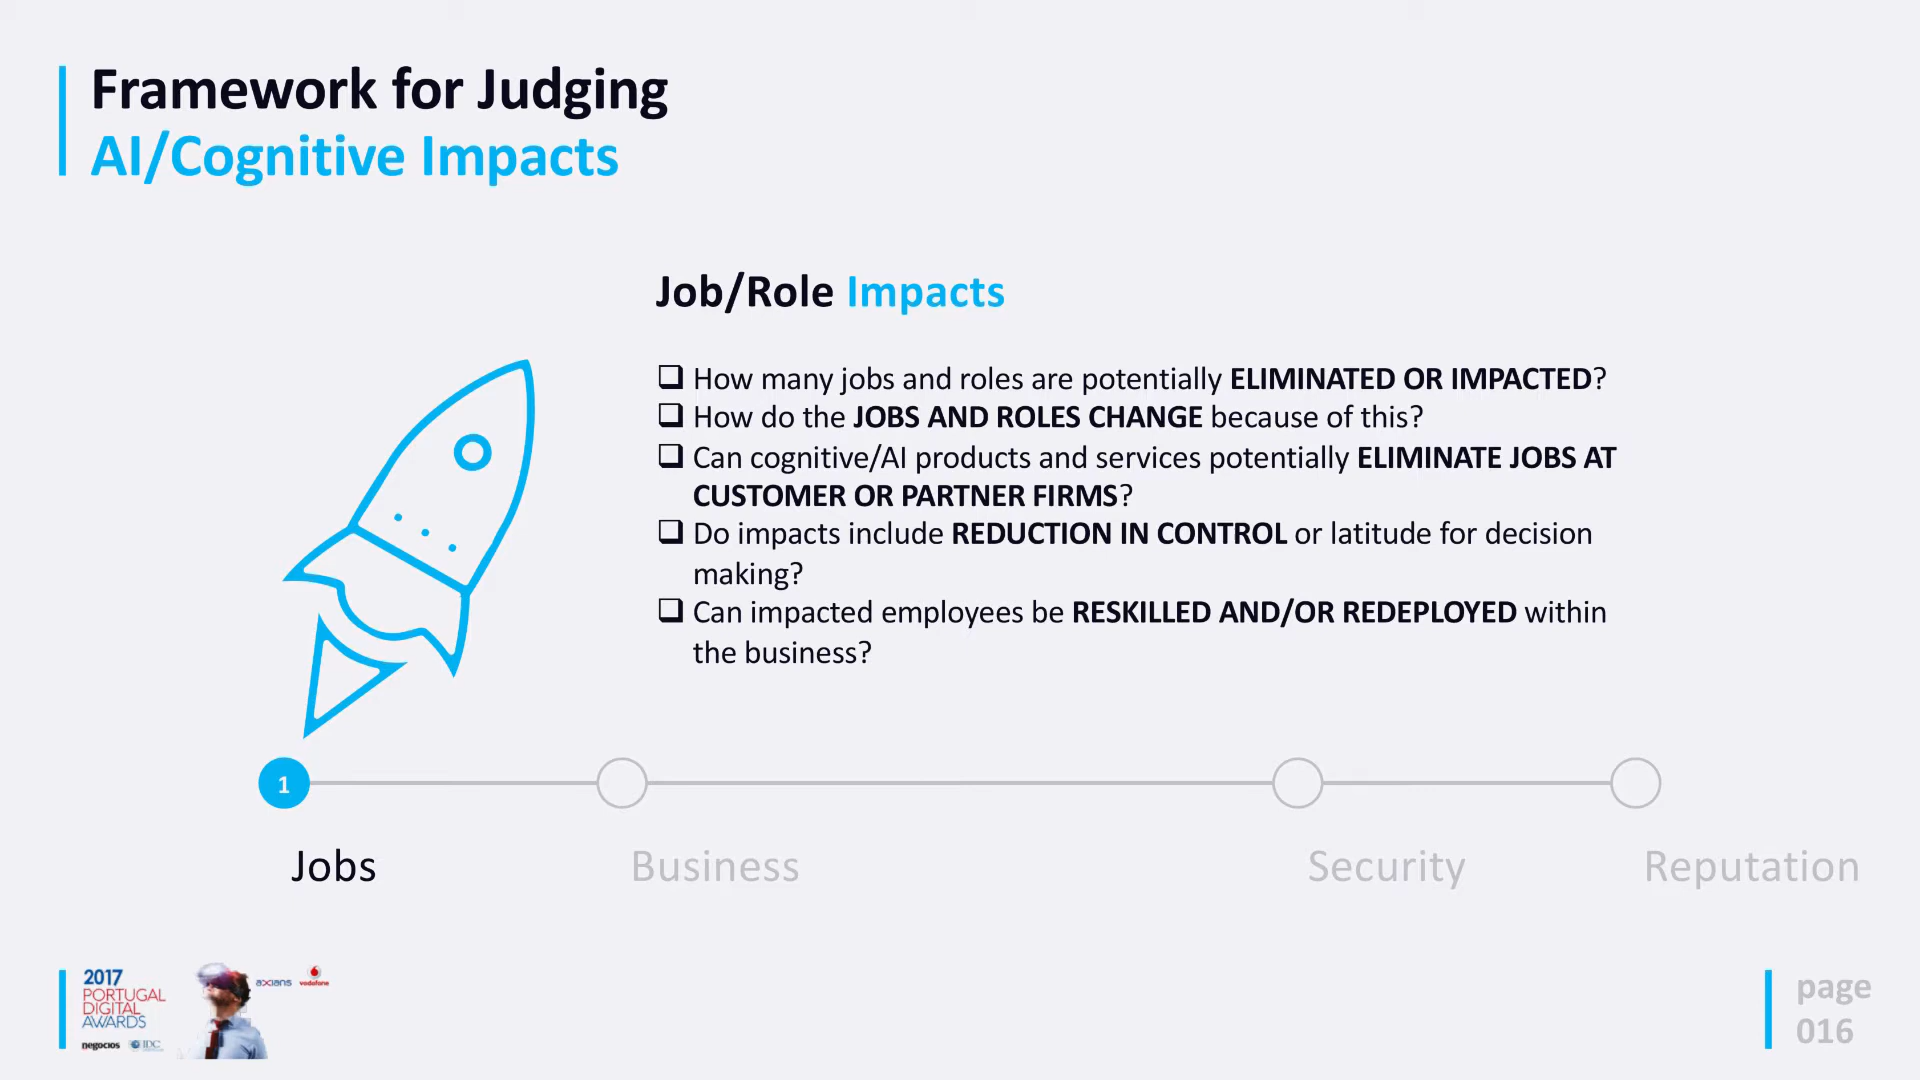 Framework for Judging
AI/Cognitive Impacts
Job/Role Impacts
How many jobs and roles are potentially ELIMINATED OR IMPACTED?
How do the JOBS AND ROLES CHANGE because of this?
Can cognitive/AI products and services potentially ELIMINATE JOBS AT
CUSTOMER OR PARTNER FIRMS?
Do impacts include REDUCTION IN CONTROL or latitude for decision
making?
Can impacted employees be RESKILLED AND/OR REDEPLOYED within
the business?
1
Jobs
Business
Security
Reputation
2017
PORTUGAL
DIGITAL
AWARDS
negocios
IDC
axians
vodafone
page
016